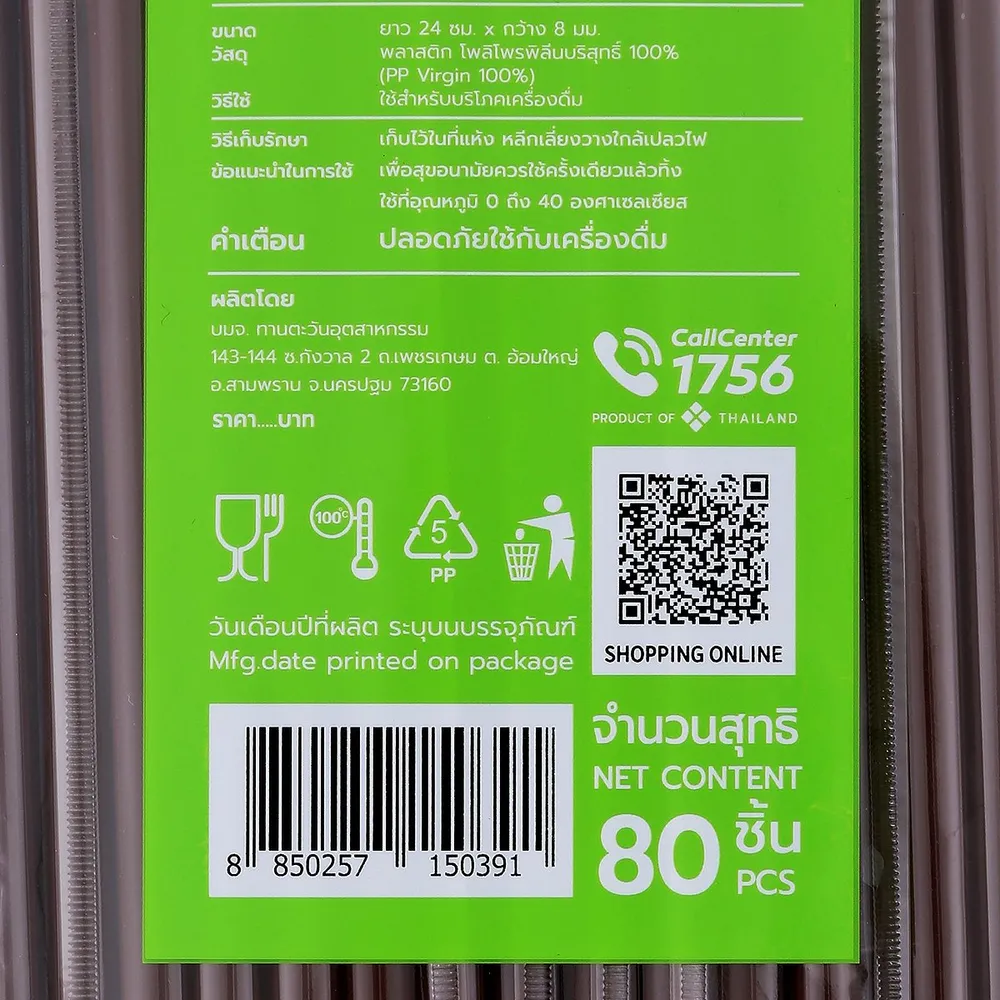 ขนาด ยาว 24 ซม. x กว้าง 8 มม.
วัสดุ พลาสติก โพลิโพรพิลีนบริสุทธิ์ 100%
(PP Virgin 100%)
วิธีใช้ ใช้สำหรับบริโภคเครื่องดื่ม
วิธีเก็บรักษา เก็บไว้ในที่แห้ง หลีกเลี่ยงวางใกล้เปลวไฟ
ข้อแนะนำในการใช้ เพื่อสุขอนามัยควรใช้ครั้งเดียวแล้วทิ้ง
ใช้ที่อุณหภูมิ 0 ถึง 40 องศาเซลเซียส
คำเตือน ปลอดภัยใช้กับเครื่องดื่ม
ผลิตโดย
บมจ. ทานตะวันอุตสาหกรรม
143-144 ซ.กังวาล 2 ถ.เพชรเกษม ต. อ้อมใหญ่
อ.สามพราน จ.นครปฐม 73160
ราคา.....บาท
CallCenter
1756
PRODUCT OF THAILAND
100°C
5
PP
SHOPPING ONLINE
วันเดือนปีที่ผลิต ระบุบนบรรจุภัณฑ์
Mfg.date printed on package
8 850257 150391
จำนวนสุทธิ
NET CONTENT
80 ชิ้น
PCS